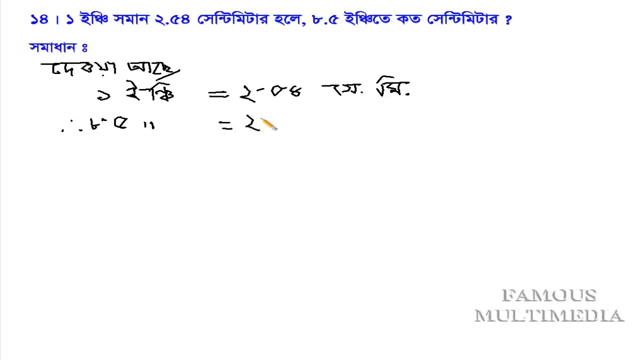 ১৪। ১ ইঞ্চি সমান ২.৫৪ সেন্টিমিটার হলে, ৮.৫ ইঞ্চিতে কত সেন্টিমিটার ?
সমাধান ঃ
দেওয়া আছে
১ ইঞ্চি = ২.৫৪ সে. মি.
∴ ৮.৫ " = ২
FAMOUS
MULTIMEDIA